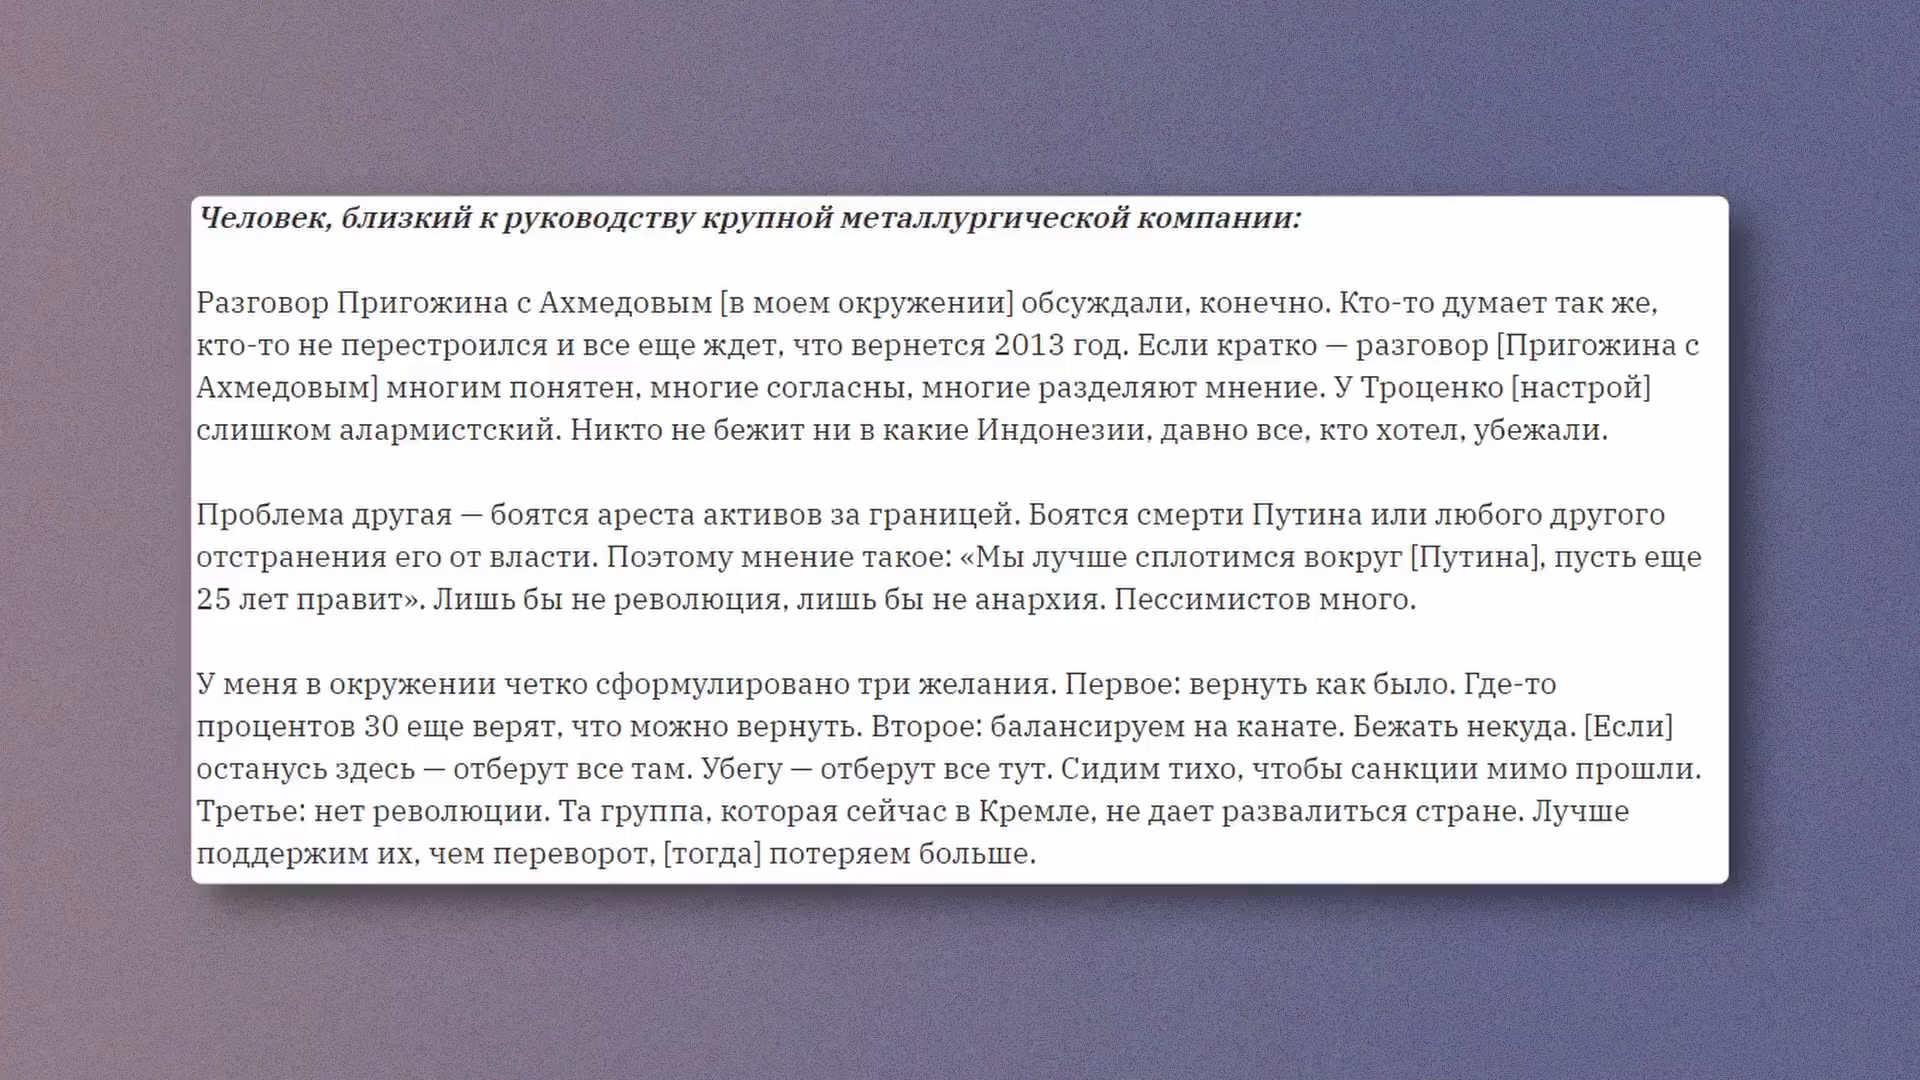 Человек, близкий к руководству крупной металлургической компании:
Разговор Пригожина с Ахмедовым [в моем окружении] обсуждали, конечно. Кто-то думает так же,
кто-то не перестроился и все еще ждет, что вернется 2013 год. Если кратко — разговор [Пригожина с
Ахмедовым] многим понятен, многие согласны, многие разделяют мнение. У Троценко [настрой]
слишком алармистский. Никто не бежит ни в какие Индонезии, давно все, кто хотел, убежали.
Проблема другая — боятся ареста активов за границей. Боятся смерти Путина или любого другого
отстранения его от власти. Поэтому мнение такое: «Мы лучше сплотимся вокруг [Путина], пусть еще
25 лет правит». Лишь бы не революция, лишь бы не анархия. Пессимистов много.
У меня в окружении четко сформулировано три желания. Первое: вернуть как было. Где-то
процентов 30 еще верят, что можно вернуть. Второе: балансируем на канате. Бежать некуда. [Если]
останусь здесь — отберут все там. Убегу — отберут все тут. Сидим тихо, чтобы санкции мимо прошли.
Третье: нет революции. Та группа, которая сейчас в Кремле, не дает развалиться стране. Лучше
поддержим их, чем переворот, [тогда] потеряем больше.